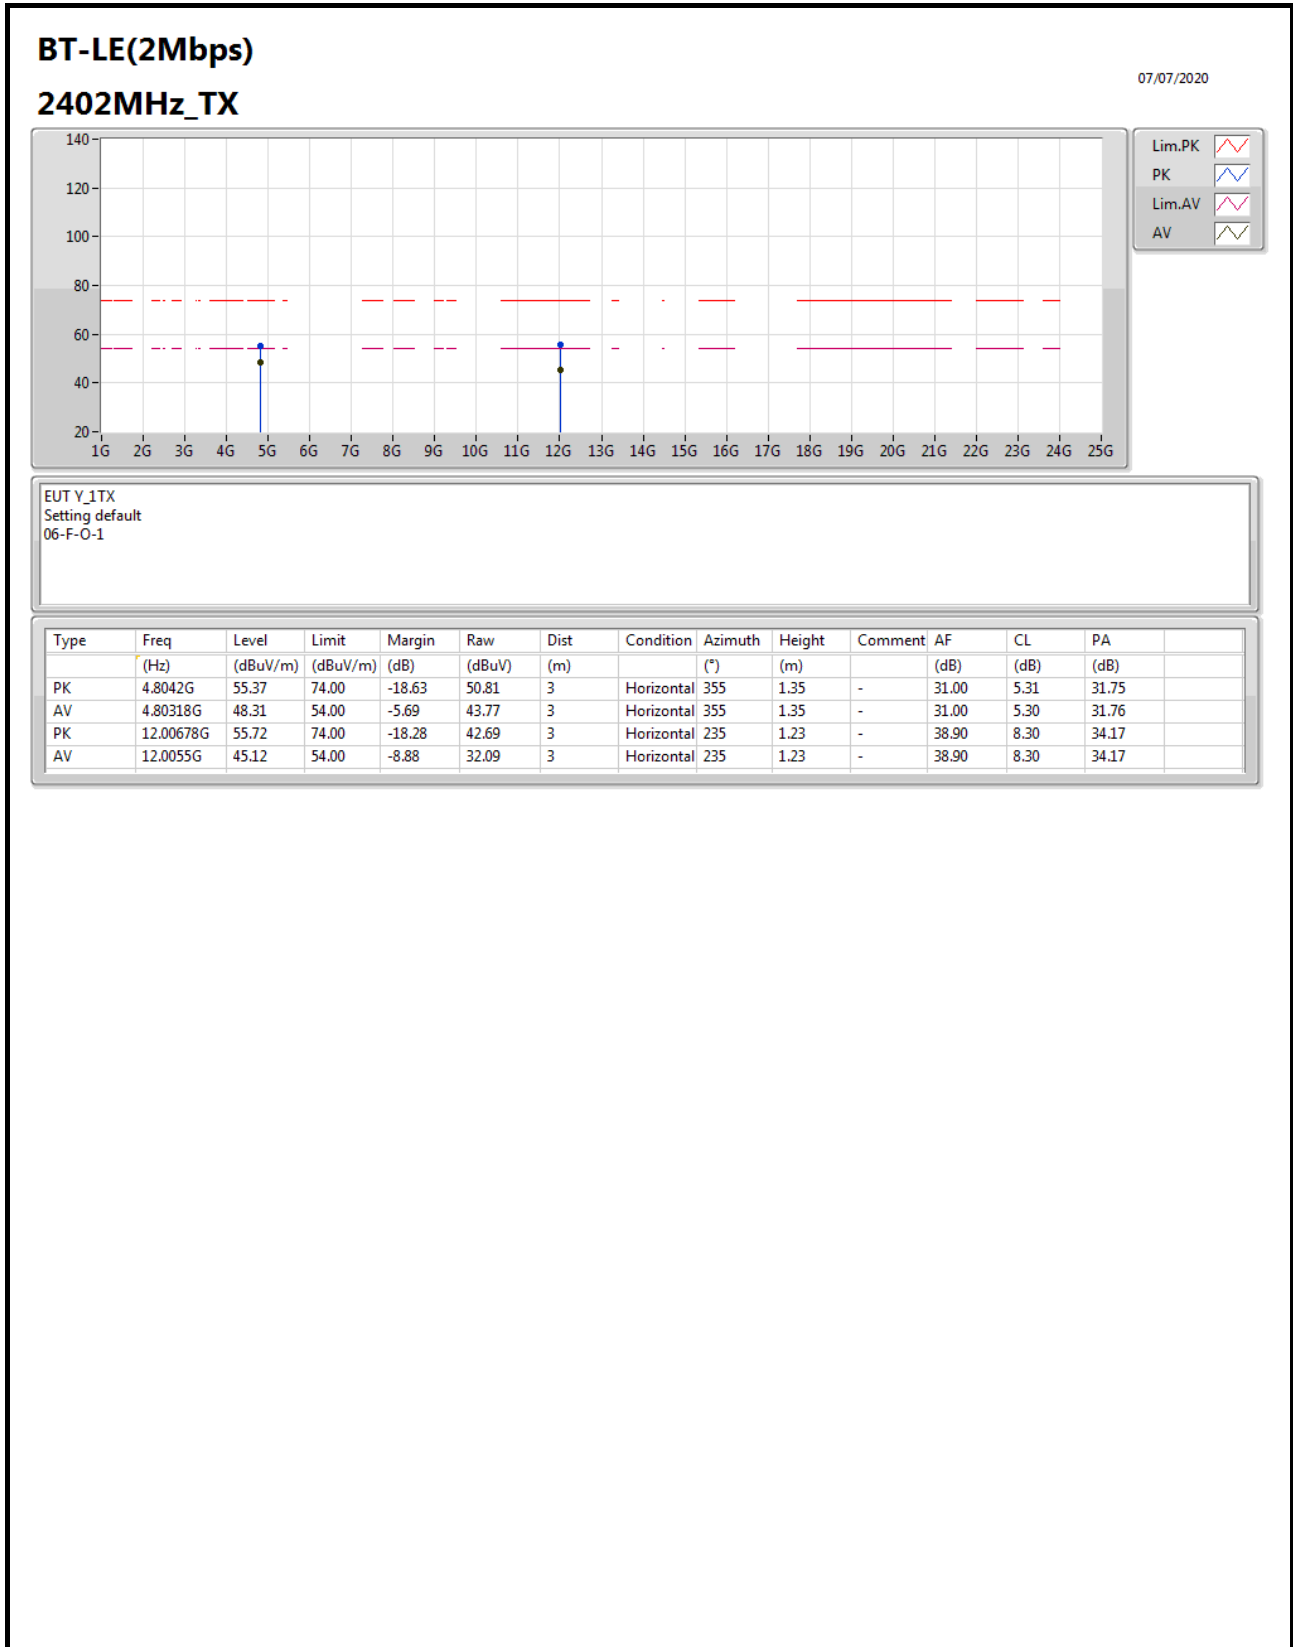 BT-LE(2Mbps)
07/07/2020
2402MHz_TX
140
120
100
80
60
40
20
1G 2G 3G 4G 5G 6G 7G 8G 9G 10G 11G 12G 13G 14G 15G 16G 17G 18G 19G 20G 21G 22G 23G 24G 25G
Lim.PK
PK
Lim.AV
AV
EUT Y_1TX
Setting default
06-F-O-1
Type Freq Level Limit Margin Raw Dist Condition Azimuth Height Comment AF CL PA
(Hz) (dBuV/m) (dBuV/m) (dB) (dBuV) (m) (°) (m) (dB) (dB) (dB)
PK 4.8042G 55.37 74.00 -18.63 50.81 3 Horizontal 355 1.35 - 31.00 5.31 31.75
AV 4.80318G 48.31 54.00 -5.69 43.77 3 Horizontal 355 1.35 - 31.00 5.30 31.76
PK 12.00678G 55.72 74.00 -18.28 42.69 3 Horizontal 235 1.23 - 38.90 8.30 34.17
AV 12.0055G 45.12 54.00 -8.88 32.09 3 Horizontal 235 1.23 - 38.90 8.30 34.17